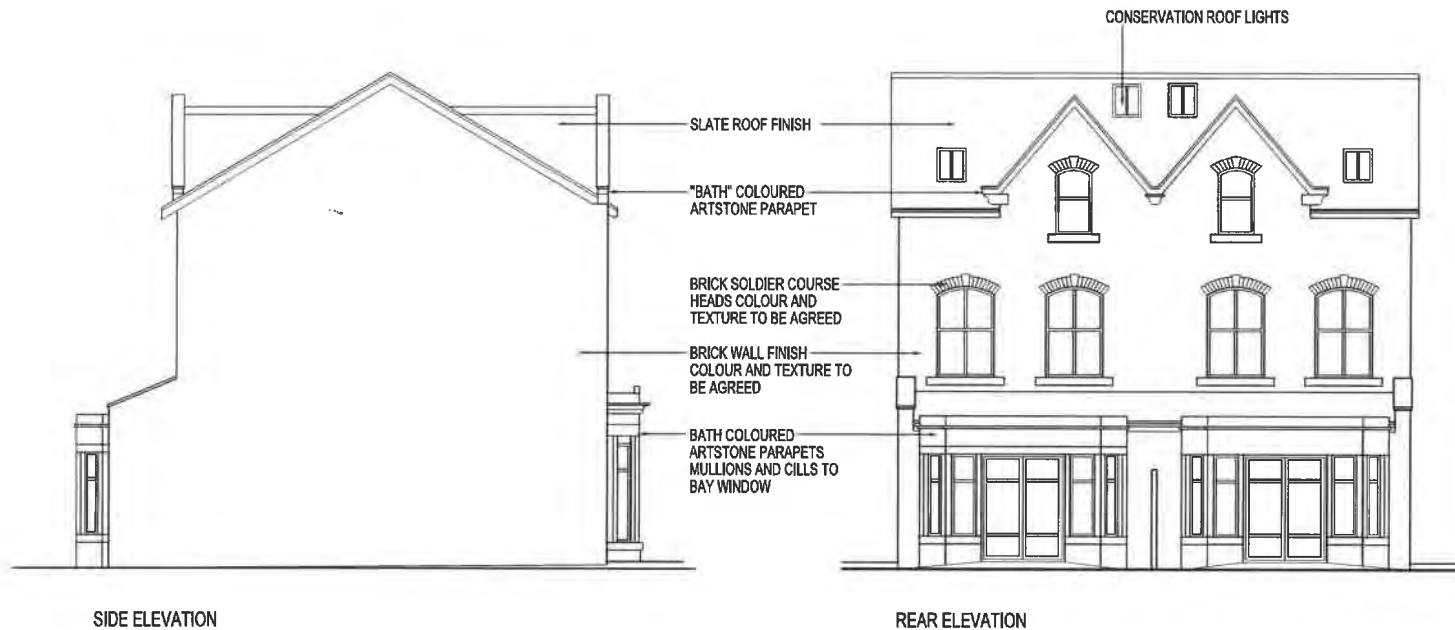 CONSERVATION ROOF LIGHTS
SLATE ROOF FINISH
"BATH" COLOURED
ARTSTONE PARAPET
BRICK SOLDIER COURSE
HEADS COLOUR AND
TEXTURE TO BE AGREED
BRICK WALL FINISH
COLOUR AND TEXTURE TO
BE AGREED
BATH COLOURED
ARTSTONE PARAPETS
MULLIONS AND CILLS TO
BAY WINDOW
SIDE ELEVATION
REAR ELEVATION